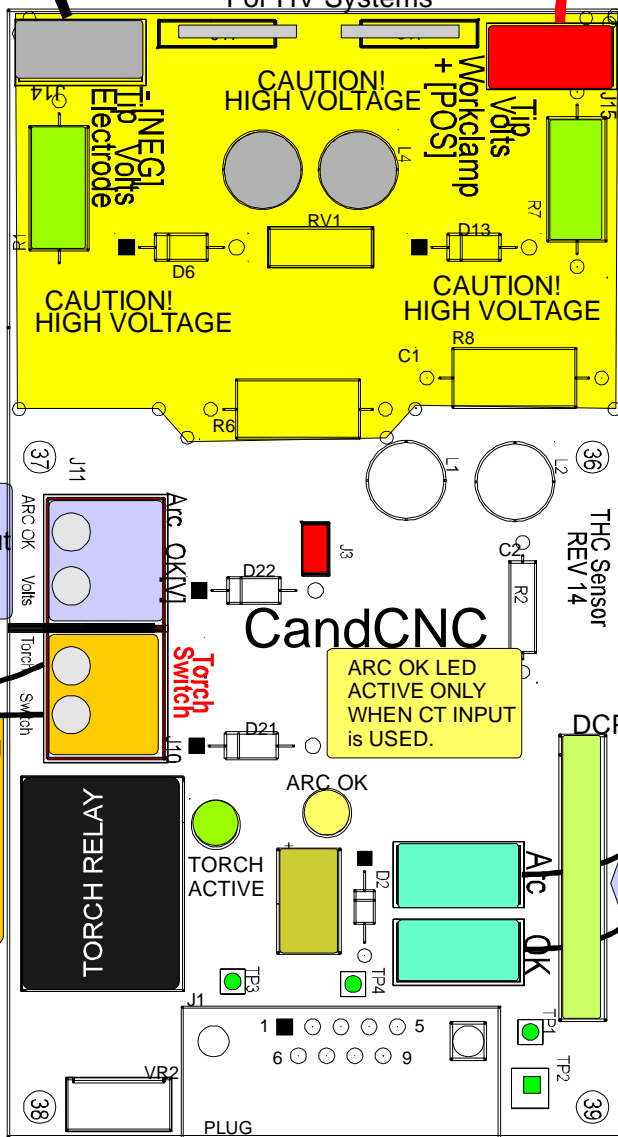 For HV Systems
J14
J15
CAUTION!
HIGH VOLTAGE
- [NEG]
Tip Volts
Electrode
Tip
Volts
Workclamp
+ [POS]
L4
R7
RV1
D6
D13
CAUTION!
HIGH VOLTAGE
CAUTION!
HIGH VOLTAGE
C1
R8
R6
37
J11
L1
L2
36
ARC OK
Volts
Arc OK[V]
J3
C2
THC Sensor
REV 14
D22
R2
CandCNC
Torch
Switch
Torch
Switch
ARC OK LED
ACTIVE ONLY
WHEN CT INPUT
is USED.
J10
D21
DCP
ARC OK
TORCH RELAY
TORCH
ACTIVE
+
D2
Arc
OK
TP3
TP4
J1
1
5
6
9
TP1
TP2
VR2
38
39
PLUG